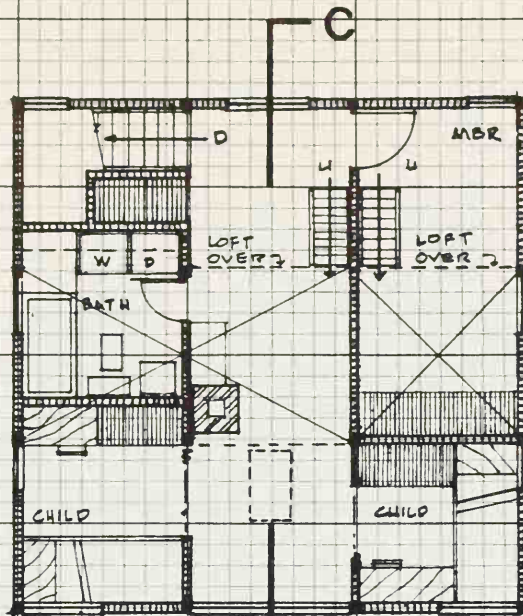 C
D
MBR
U
U
LOFT
OVER
LOFT
OVER
W
D
BATH
CHILD
CHILD